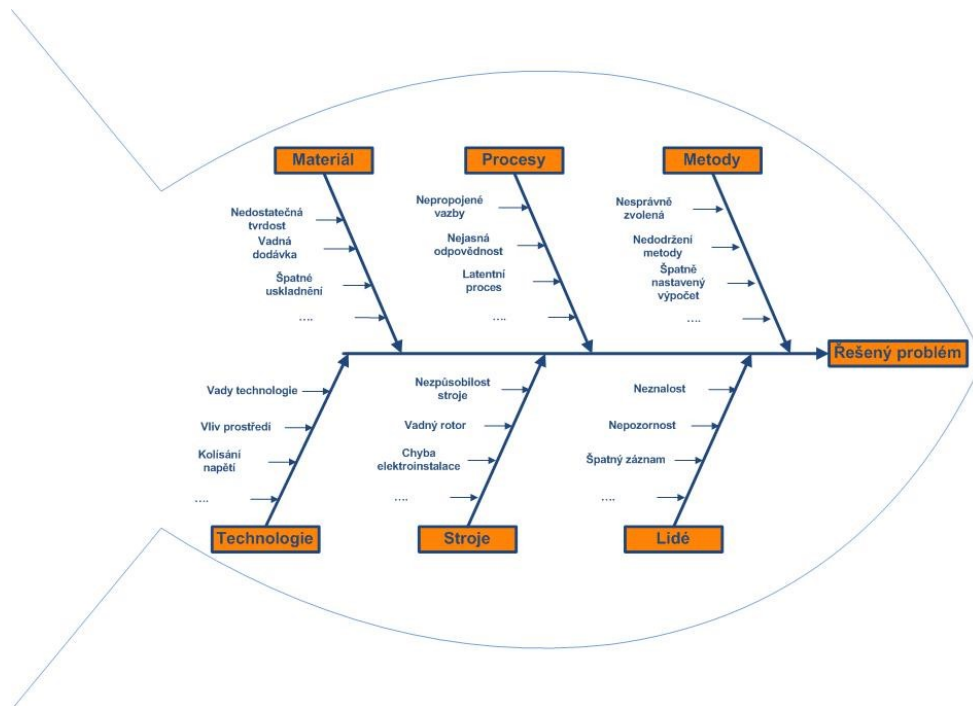 Materiál
Procesy
Metody
Nedostatečná
tvrdost
Vadná
dodávka
Špatné
uskladnění
....
Nepropojené
vazby
Nejasná
odpovědnost
Latentní
proces
....
Nesprávně
zvolená
Nedodržení
metody
Špatně
nastavený
výpočet
....
Řešený problém
Vady technologie
Vliv prostředí
Kolísání
napětí
....
Nezpůsobilost
stroje
Vadný rotor
Chyba
elektroinstalace
....
Neznalost
Nepozornost
Špatný záznam
....
Technologie
Stroje
Lidé